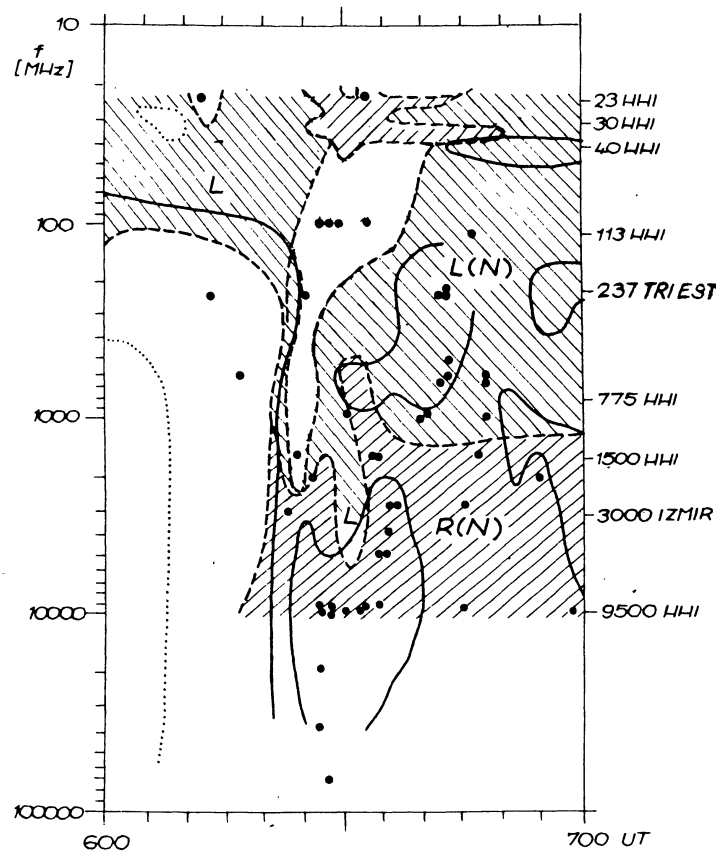 10
f
[MHz]
23 HHI
30 HHI
40 HHI
L
100
113 HHI
L(N)
237 TRIEST
775 HHI
1000
1500 HHI
L
3000 IZMIR
R(N)
10000
9500 HHI
100000
600
700 UT